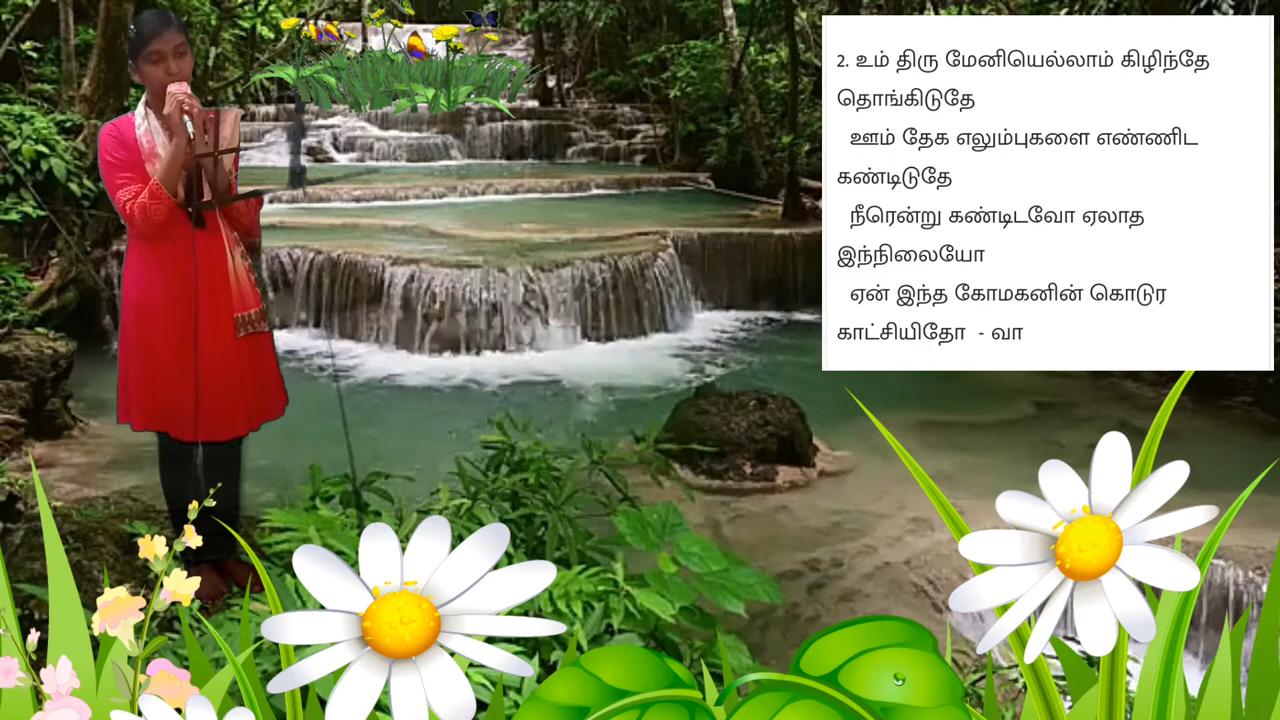 2. உம் திரு மேனியெல்லாம் கிழிந்தே
தொங்கிடுதே
ஊம் தேக எலும்புகளை எண்ணிட
கண்டிடுதே
நீரென்று கண்டிடவோ ஏலாத
இந்நிலையோ
ஏன் இந்த கோமகனின் கொடுர
காட்சியிதோ - வா